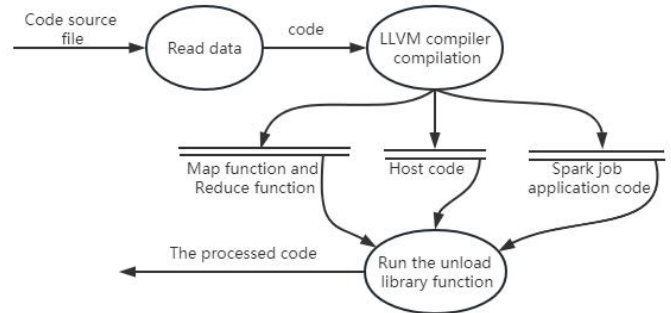 Code source
file
Read data
code
LLVM compiler
compilation
Map function and
Reduce function
Host code
Spark job
application code
The processed code
Run the unload
library function